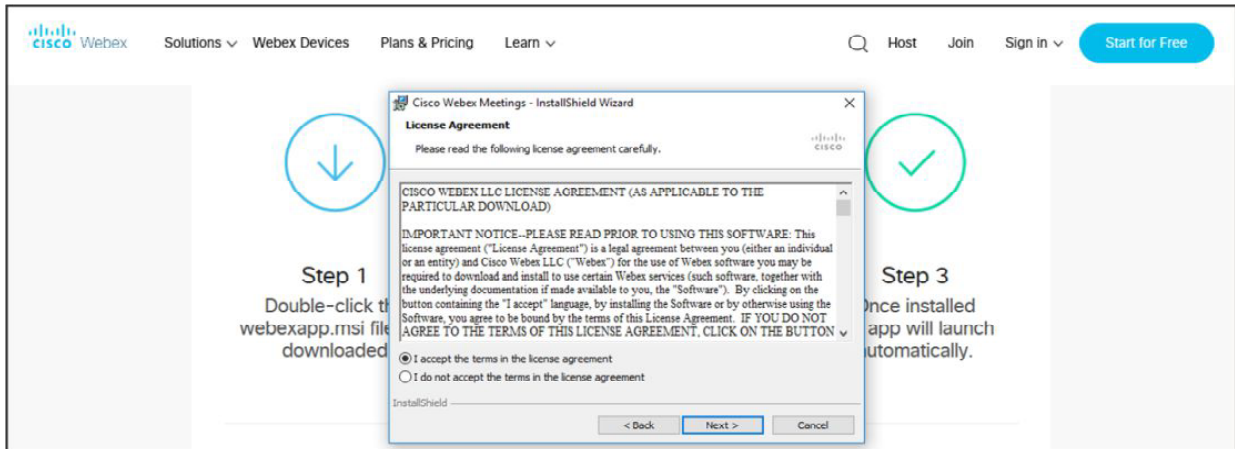 CISCO Webex
Solutions
Webex Devices
Plans & Pricing
Learn
Host
Join
Sign in
Start for Free
Cisco Webex Meetings - InstallShield Wizard
License Agreement
Please read the following license agreement carefully.
CISCO
CISCO WEBEX LLC LICENSE AGREEMENT (AS APPLICABLE TO THE
PARTICULAR DOWNLOAD)
IMPORTANT NOTICE--PLEASE READ PRIOR TO USING THIS SOFTWARE: This
license agreement ("License Agreement") is a legal agreement between you (either an individual
or an entity) and Cisco Webex LLC ("Webex") for the use of Webex software you may be
required to download and install to use certain Webex services (such software, together with
the underlying documentation if made available to you, the "Software"). By clicking on the
button containing the "I accept" language, by installing the Software or by otherwise using the
Software, you agree to be bound by the terms of this License Agreement. IF YOU DO NOT
AGREE TO THE TERMS OF THIS LICENSE AGREEMENT, CLICK ON THE BUTTON
I accept the terms in the license agreement
I do not accept the terms in the license agreement
InstallShield
< Back
Next >
Cancel
Step 1
Double-click th
webexapp.msi file
downloaded
Step 3
Once installed
app will launch
utomatically.